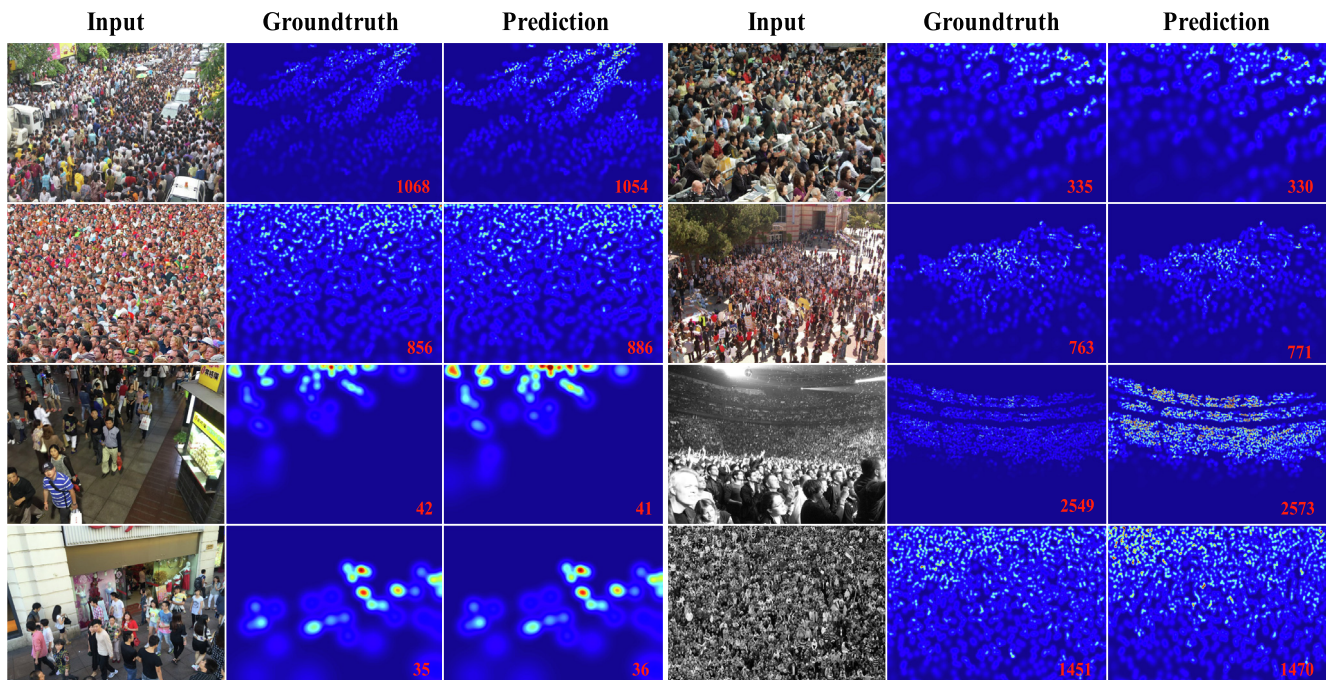 Input Groundtruth Prediction Input Groundtruth Prediction
1068 1054 335 330
856 886 763 771
42 41 2549 2573
35 36 1451 1470